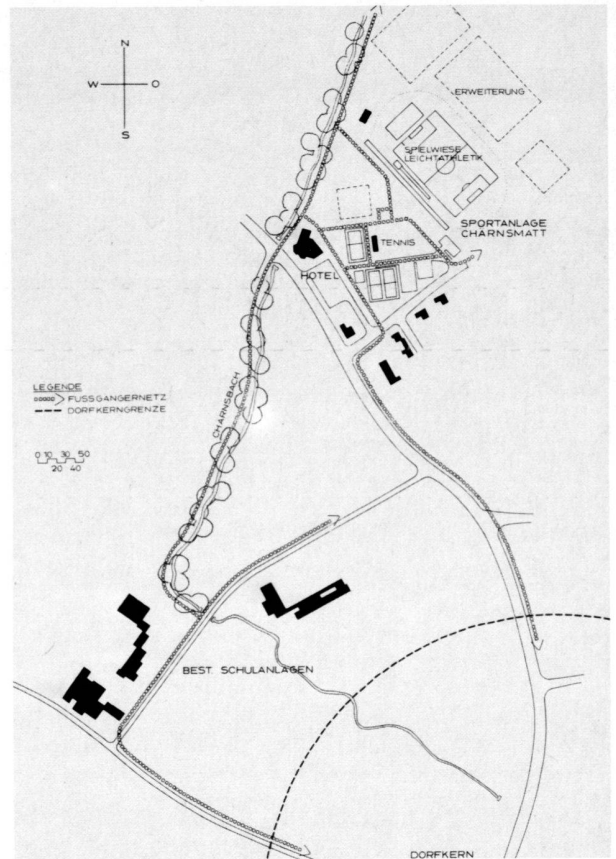 N
W O
S
ERWEITERUNG
SPIELWIESE
LEICHTATHLETIK
SPORTANLAGE
CHARNSMATT
TENNIS
HOTEL
CHARNSBACH
LEGENDE
FUSSGANGERNETZ
DORFKERNGRENZE
0 10 30 50
20 40
BEST. SCHULANLAGEN
DORFKERN